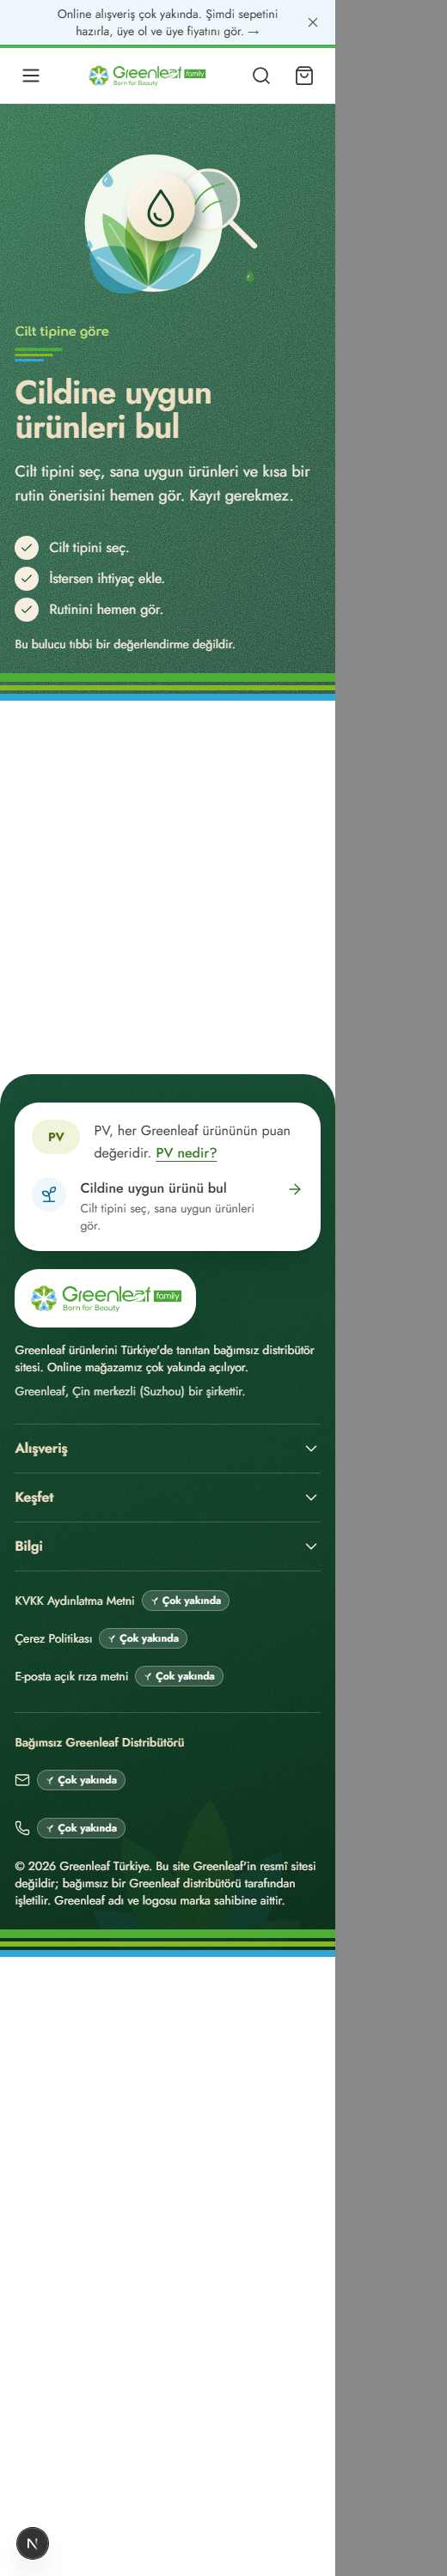 Online alışveriş çok yakında. Şimdi sepetini
hazırla, üye ol ve üye fiyatını gör. →
Greenleaf family
Born for Beauty
Cilt tipine göre
Cildine uygun
ürünleri bul
Cilt tipini seç, sana uygun ürünleri ve kısa bir
rutin önerisini hemen gör. Kayıt gerekmez.
Cilt tipini seç.
İstersen ihtiyaç ekle.
Rutinini hemen gör.
Bu bulucu tıbbi bir değerlendirme değildir.
PV
PV, her Greenleaf ürününün puan
değeridir. PV nedir?
Cildine uygun ürünü bul
Cilt tipini seç, sana uygun ürünleri
gör.
Greenleaf family
Born for Beauty
Greenleaf ürünlerini Türkiye'de tanıtan bağımsız distribütör
sitesi. Online mağazamız çok yakında açılıyor.
Greenleaf, Çin merkezli (Suzhou) bir şirkettir.
Alışveriş
Keşfet
Bilgi
KVKK Aydınlatma Metni Çok yakında
Çerez Politikası Çok yakında
E-posta açık rıza metni Çok yakında
Bağımsız Greenleaf Distribütörü
Çok yakında
Çok yakında
© 2026 Greenleaf Türkiye. Bu site Greenleaf'in resmî sitesi
değildir; bağımsız bir Greenleaf distribütörü tarafından
işletilir. Greenleaf adı ve logosu marka sahibine aittir.
N